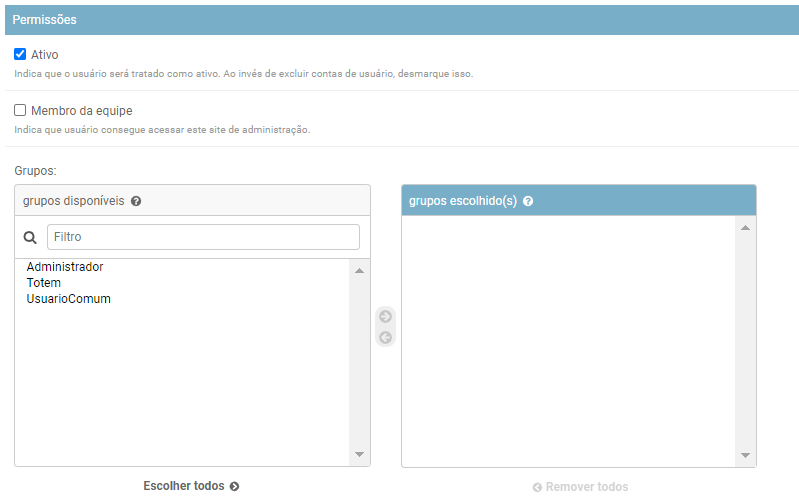 Permissões
Ativo
Indica que o usuário será tratado como ativo. Ao invés de excluir contas de usuário, desmarque isso.
Membro da equipe
Indica que usuário consegue acessar este site de administração.
Grupos:
grupos disponíveis
Filtro
Administrador
Totem
UsuarioComum
Escolher todos
grupos escolhido(s)
Remover todos